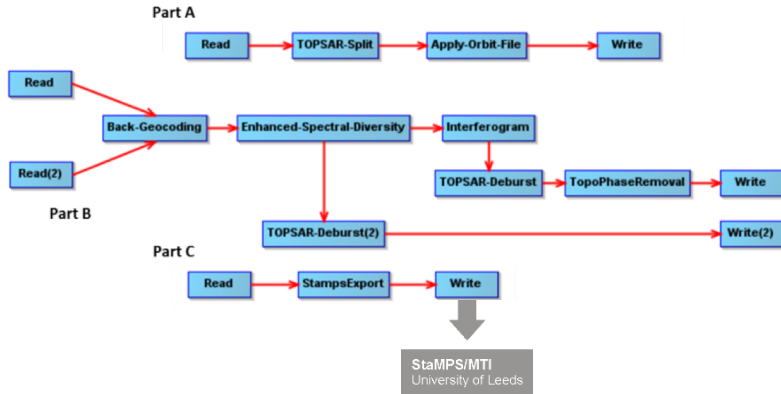 Part A
Read
TOPSAR-Split
Apply-Orbit-File
Write
Read
Back-Geocoding
Enhanced-Spectral-Diversity
Interferogram
Read(2)
TOPSAR-Deburst
TopoPhaseRemoval
Write
Part B
TOPSAR-Deburst(2)
Write(2)
Part C
Read
StampsExport
Write
StaMPS/MTI
University of Leeds